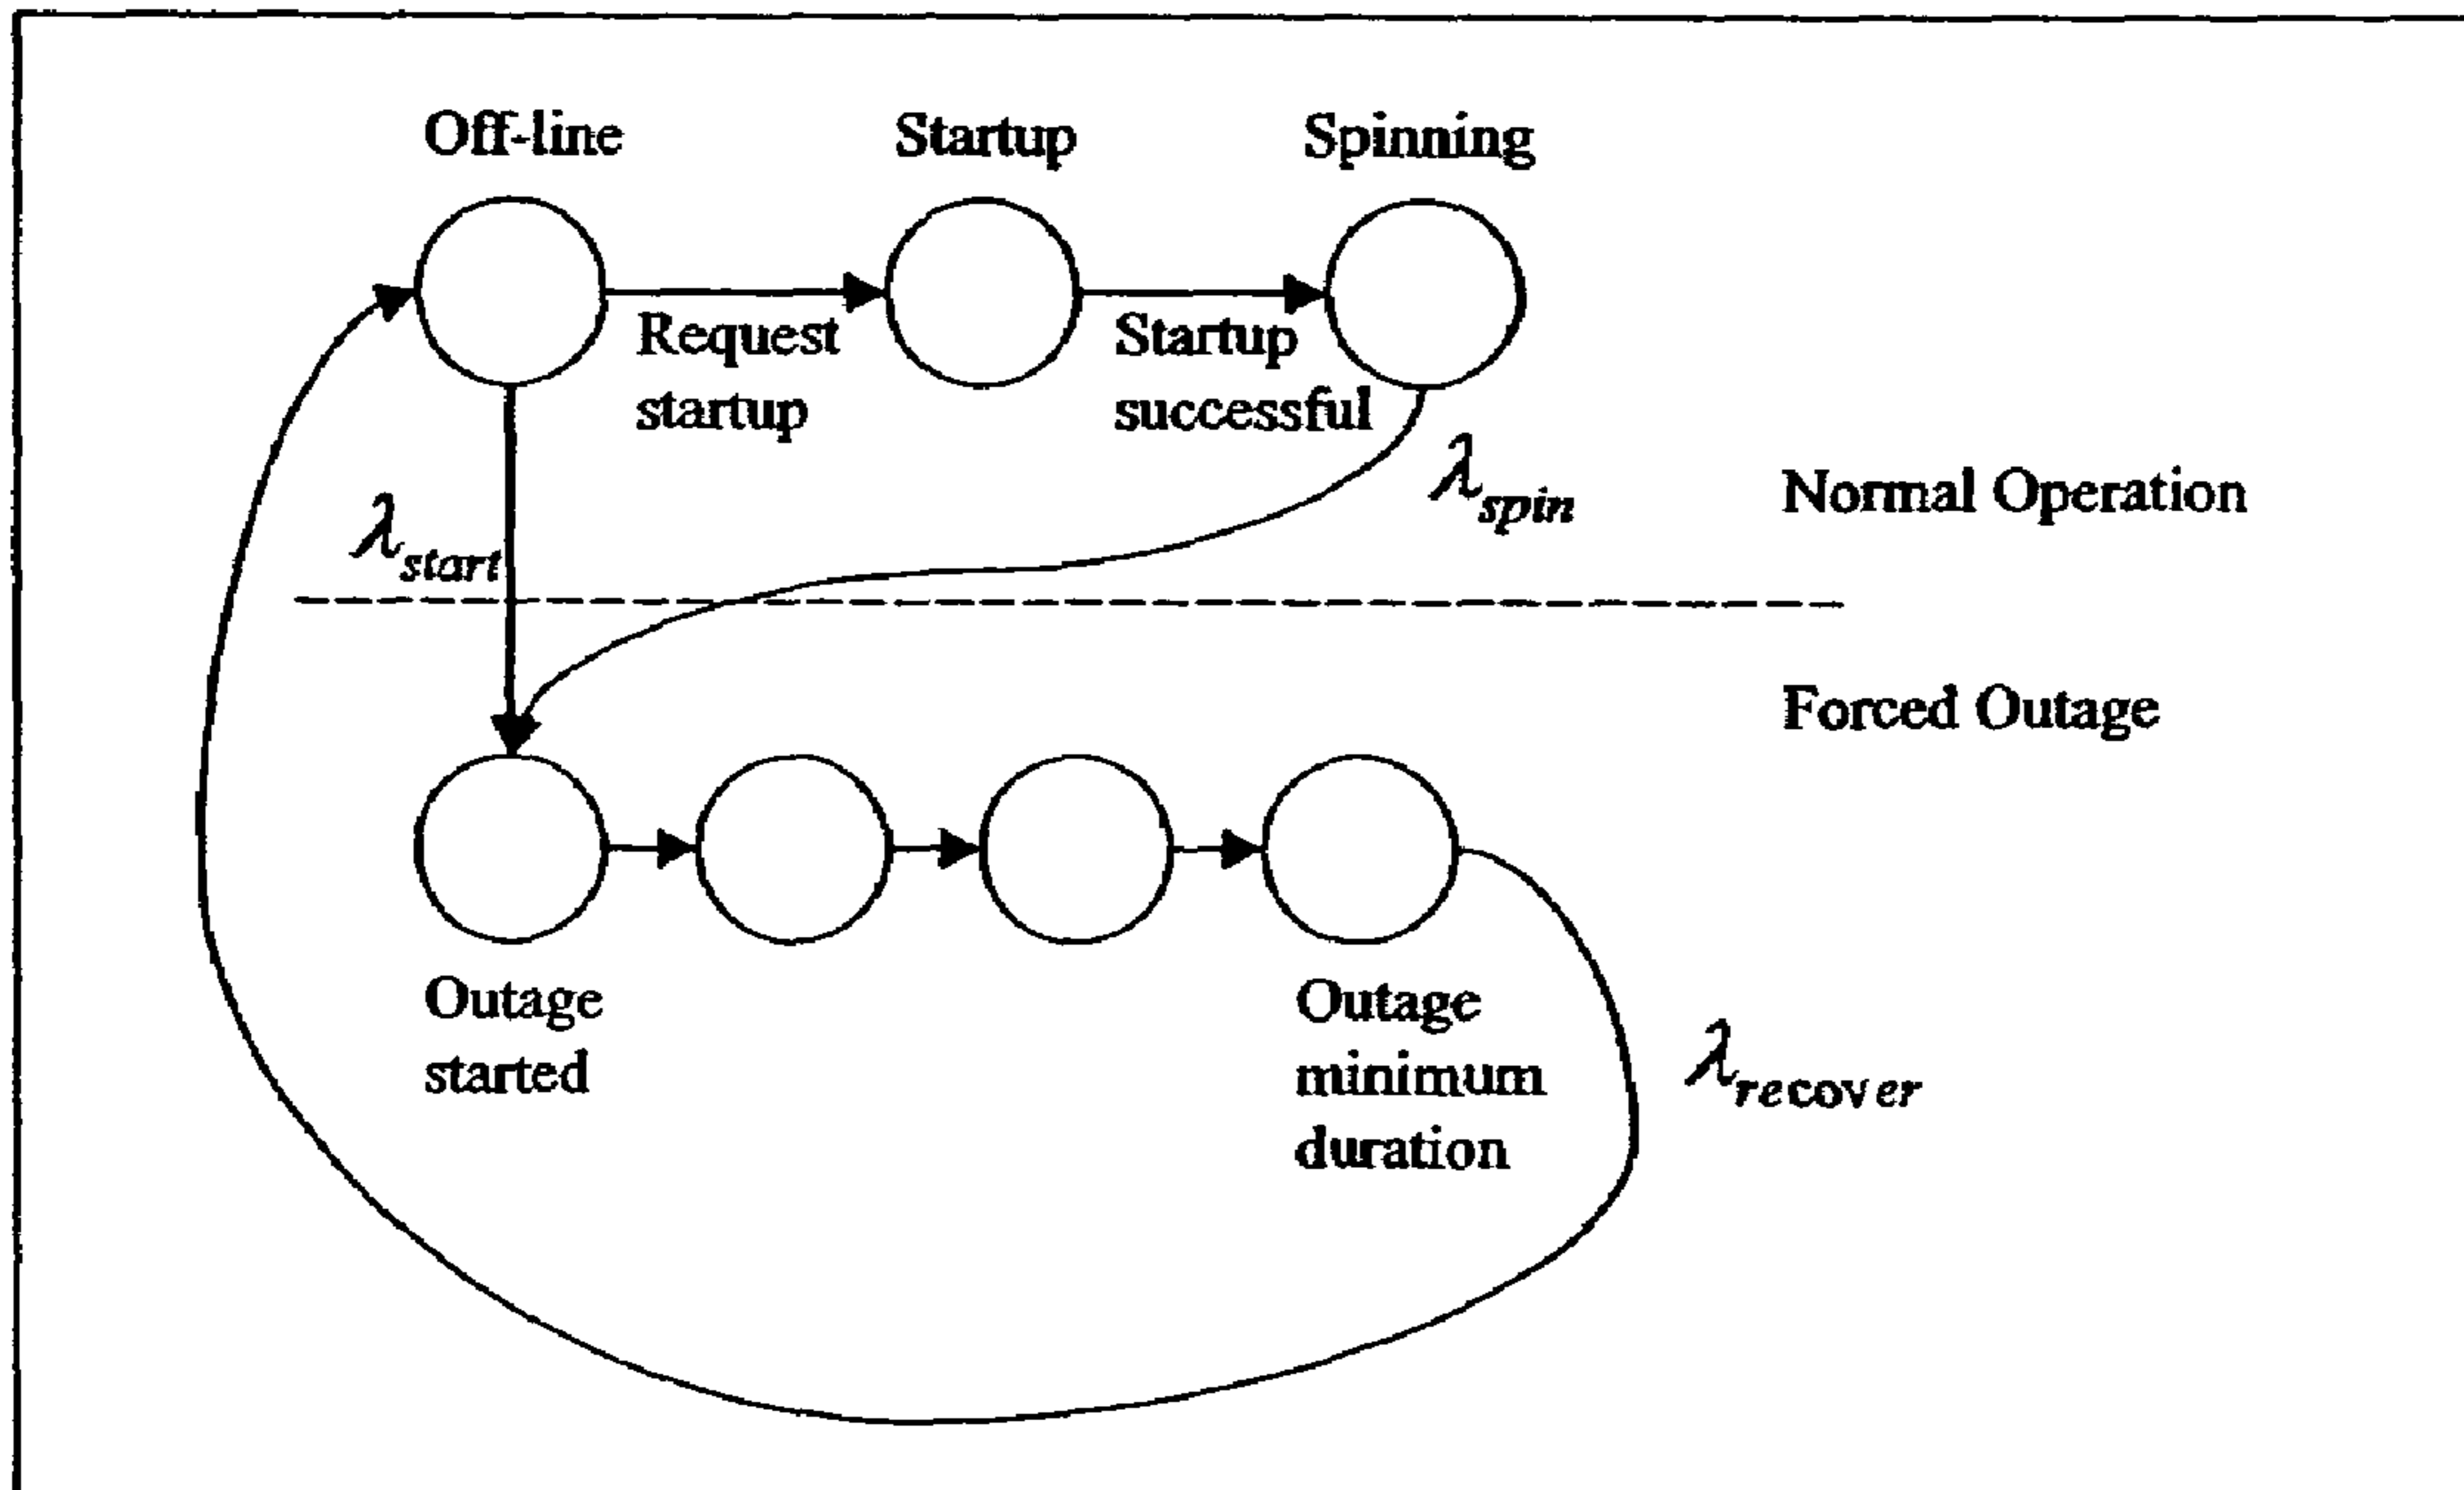 Off-line
Startup
Spinning
Request
startup
Startup
successful
λspin
λstart
Normal Operation
Forced Outage
Outage
started
Outage
minimum
duration
λrecover